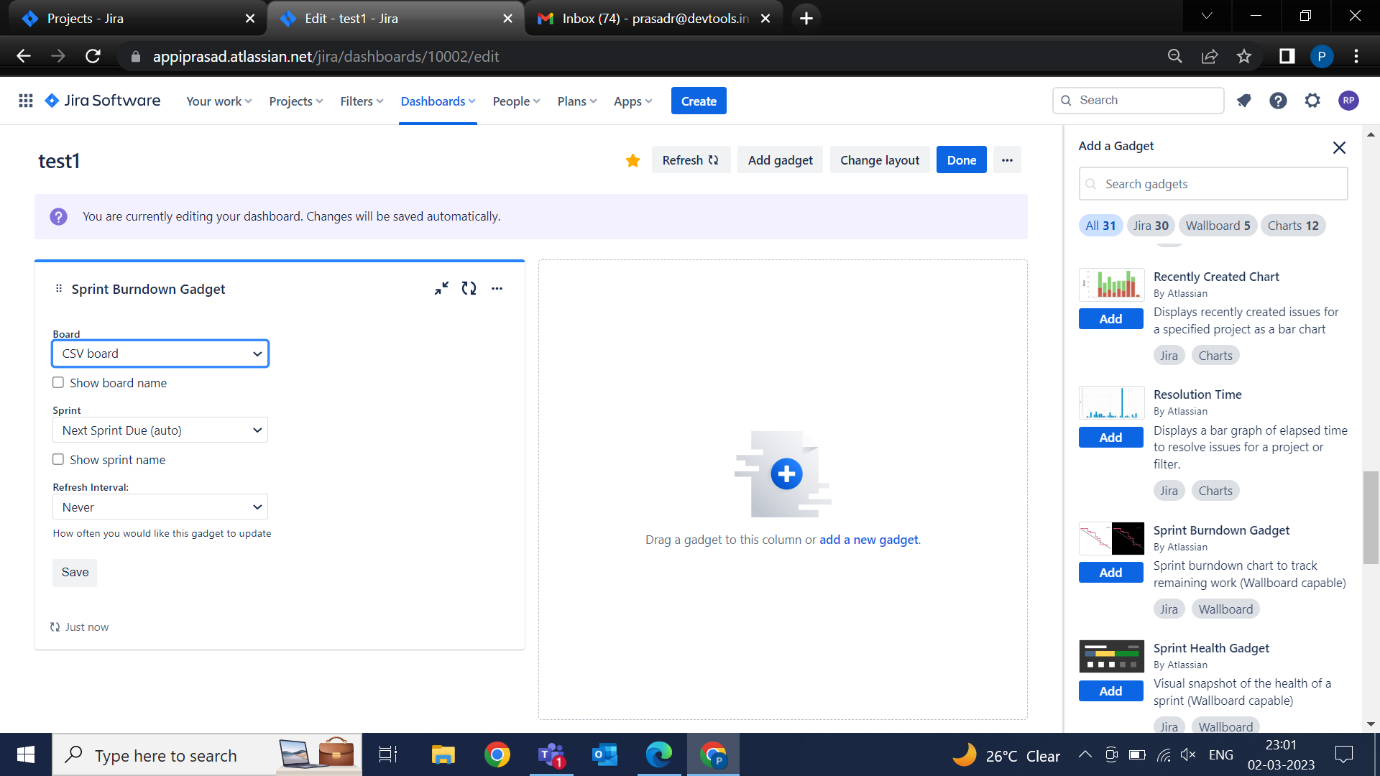 Projects - Jira
Edit - test1 - Jira
Inbox (74) - prasadr@devtools.in
appiprasad.atlassian.net/jira/dashboards/10002/edit
P
Jira Software
Your work
Projects
Filters
Dashboards
People
Plans
Apps
Create
Search
RP
test1
Refresh
Add gadget
Change layout
Done
You are currently editing your dashboard. Changes will be saved automatically.
Sprint Burndown Gadget
Board
CSV board
Show board name
Sprint
Next Sprint Due (auto)
Show sprint name
Refresh Interval:
Never
How often you would like this gadget to update
Save
Just now
Drag a gadget to this column or add a new gadget.
Add a Gadget
Search gadgets
All 31
Jira 30
Wallboard 5
Charts 12
Recently Created Chart
By Atlassian
Add
Displays recently created issues for
a specified project as a bar chart
Jira
Charts
Resolution Time
By Atlassian
Add
Displays a bar graph of elapsed time
to resolve issues for a project or
filter.
Jira
Charts
Sprint Burndown Gadget
By Atlassian
Add
Sprint burndown chart to track
remaining work (Wallboard capable)
Jira
Wallboard
Sprint Health Gadget
By Atlassian
Add
Visual snapshot of the health of a
sprint (Wallboard capable)
Jira
Wallboard
Type here to search
1
P
26°C Clear
ENG
23:01
02-03-2023